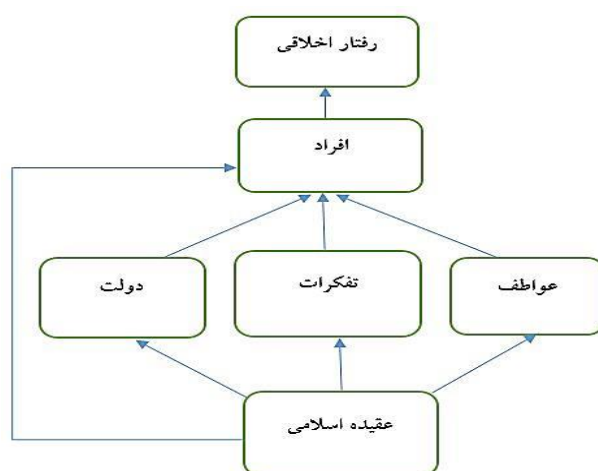 رفتار اخلاقی
افراد
عواطف
تفکرات
دولت
عقیده اسلامی